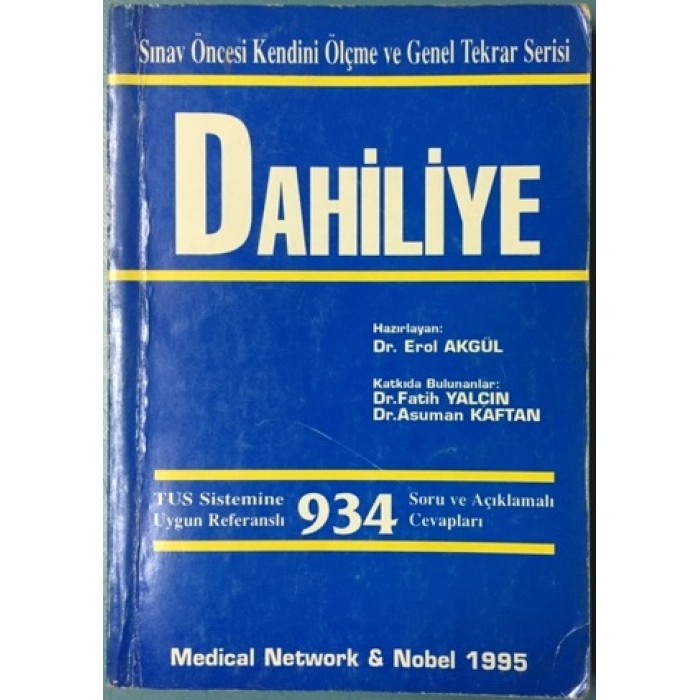 Sınav Öncesi Kendini Ölçme ve Genel Tekrar Serisi
DAHİLİYE
Hazırlayan:
Dr. Erol AKGÜL
Katkıda Bulunanlar:
Dr.Fatih YALÇIN
Dr.Asuman KAFTAN
TUS Sistemine
Uygun Referanslı
934
Soru ve Açıklamalı
Cevapları
Medical Network & Nobel 1995